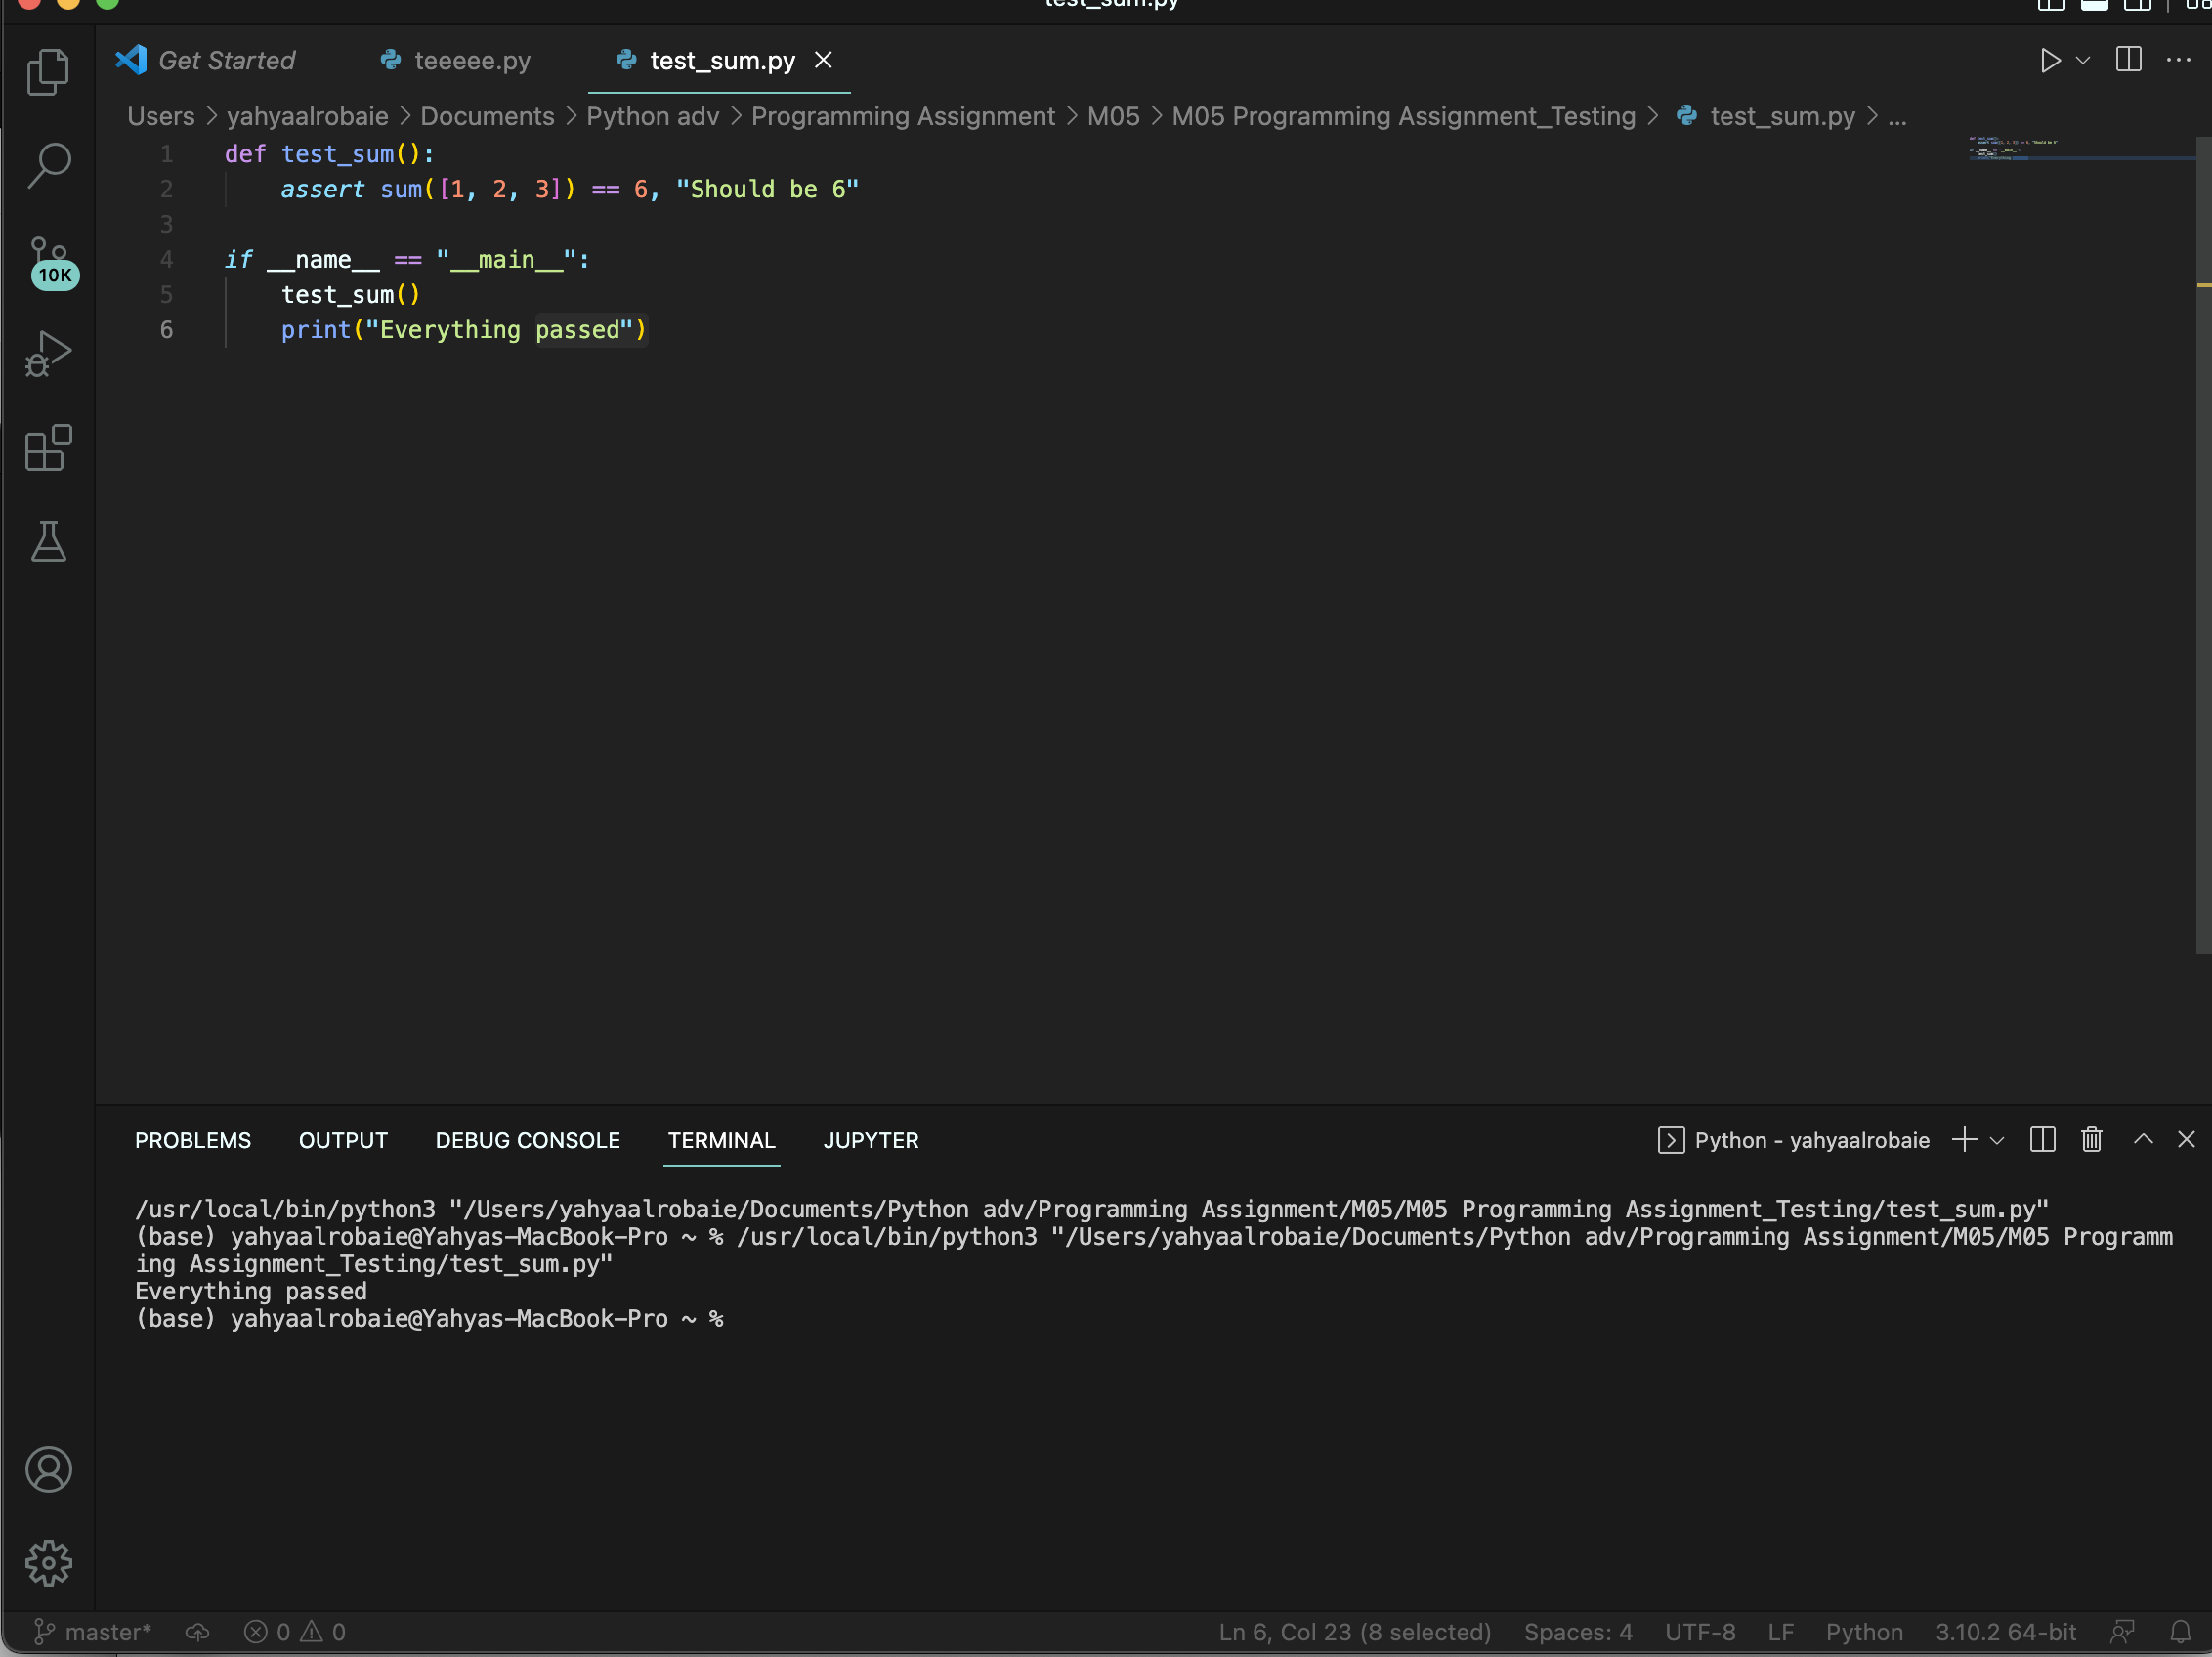 test_sum.py
Get Started teeeee.py test_sum.py
Users > yahyaalrobaie > Documents > Python adv > Programming Assignment > M05 > M05 Programming Assignment_Testing > test_sum.py > ...
1 def test_sum():
2 assert sum([1, 2, 3]) == 6, "Should be 6"
3
4 if __name__ == "__main__":
5 test_sum()
6 print("Everything passed")
10K
PROBLEMS OUTPUT DEBUG CONSOLE TERMINAL JUPYTER Python - yahyaalrobaie
/usr/local/bin/python3 "/Users/yahyaalrobaie/Documents/Python adv/Programming Assignment/M05/M05 Programming Assignment_Testing/test_sum.py"
(base) yahyaalrobaie@Yahyas-MacBook-Pro ~ % /usr/local/bin/python3 "/Users/yahyaalrobaie/Documents/Python adv/Programming Assignment/M05/M05 Programm
ing Assignment_Testing/test_sum.py"
Everything passed
(base) yahyaalrobaie@Yahyas-MacBook-Pro ~ %
master* 0 0 Ln 6, Col 23 (8 selected) Spaces: 4 UTF-8 LF Python 3.10.2 64-bit